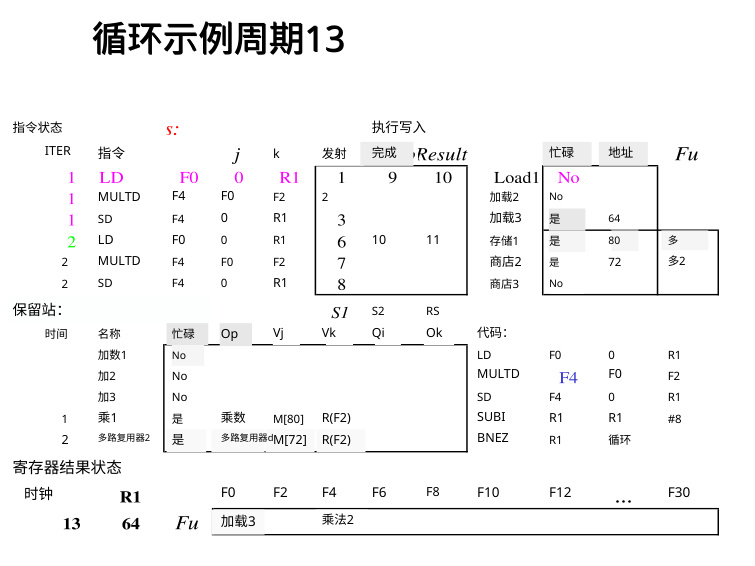 循环示例周期13
指令状态 s: 执行写入
ITER 指令 j k 发射 完成 pResult 忙碌 地址 Fu
1 LD F0 0 R1 1 9 10 Load1 No
1 MULTD F4 F0 F2 2 加载2 No
1 SD F4 0 R1 3 加载3 是 64
2 LD F0 0 R1 6 10 11 存储1 是 80 多
2 MULTD F4 F0 F2 7 商店2 是 72 多2
2 SD F4 0 R1 8 商店3 No
保留站: S1 S2 RS
时间 名称 忙碌 Op Vj Vk Qi Ok 代码:
加数1 No LD F0 0 R1
加2 No MULTD F4 F0 F2
加3 No SD F4 0 R1
1 乘1 是 乘数 M[80] R(F2) SUBI R1 R1 #8
2 多路复用器2 是 多路复用器d M[72] R(F2) BNEZ R1 循环
寄存器结果状态
时钟 R1 F0 F2 F4 F6 F8 F10 F12 ... F30
13 64 Fu 加载3 乘法2